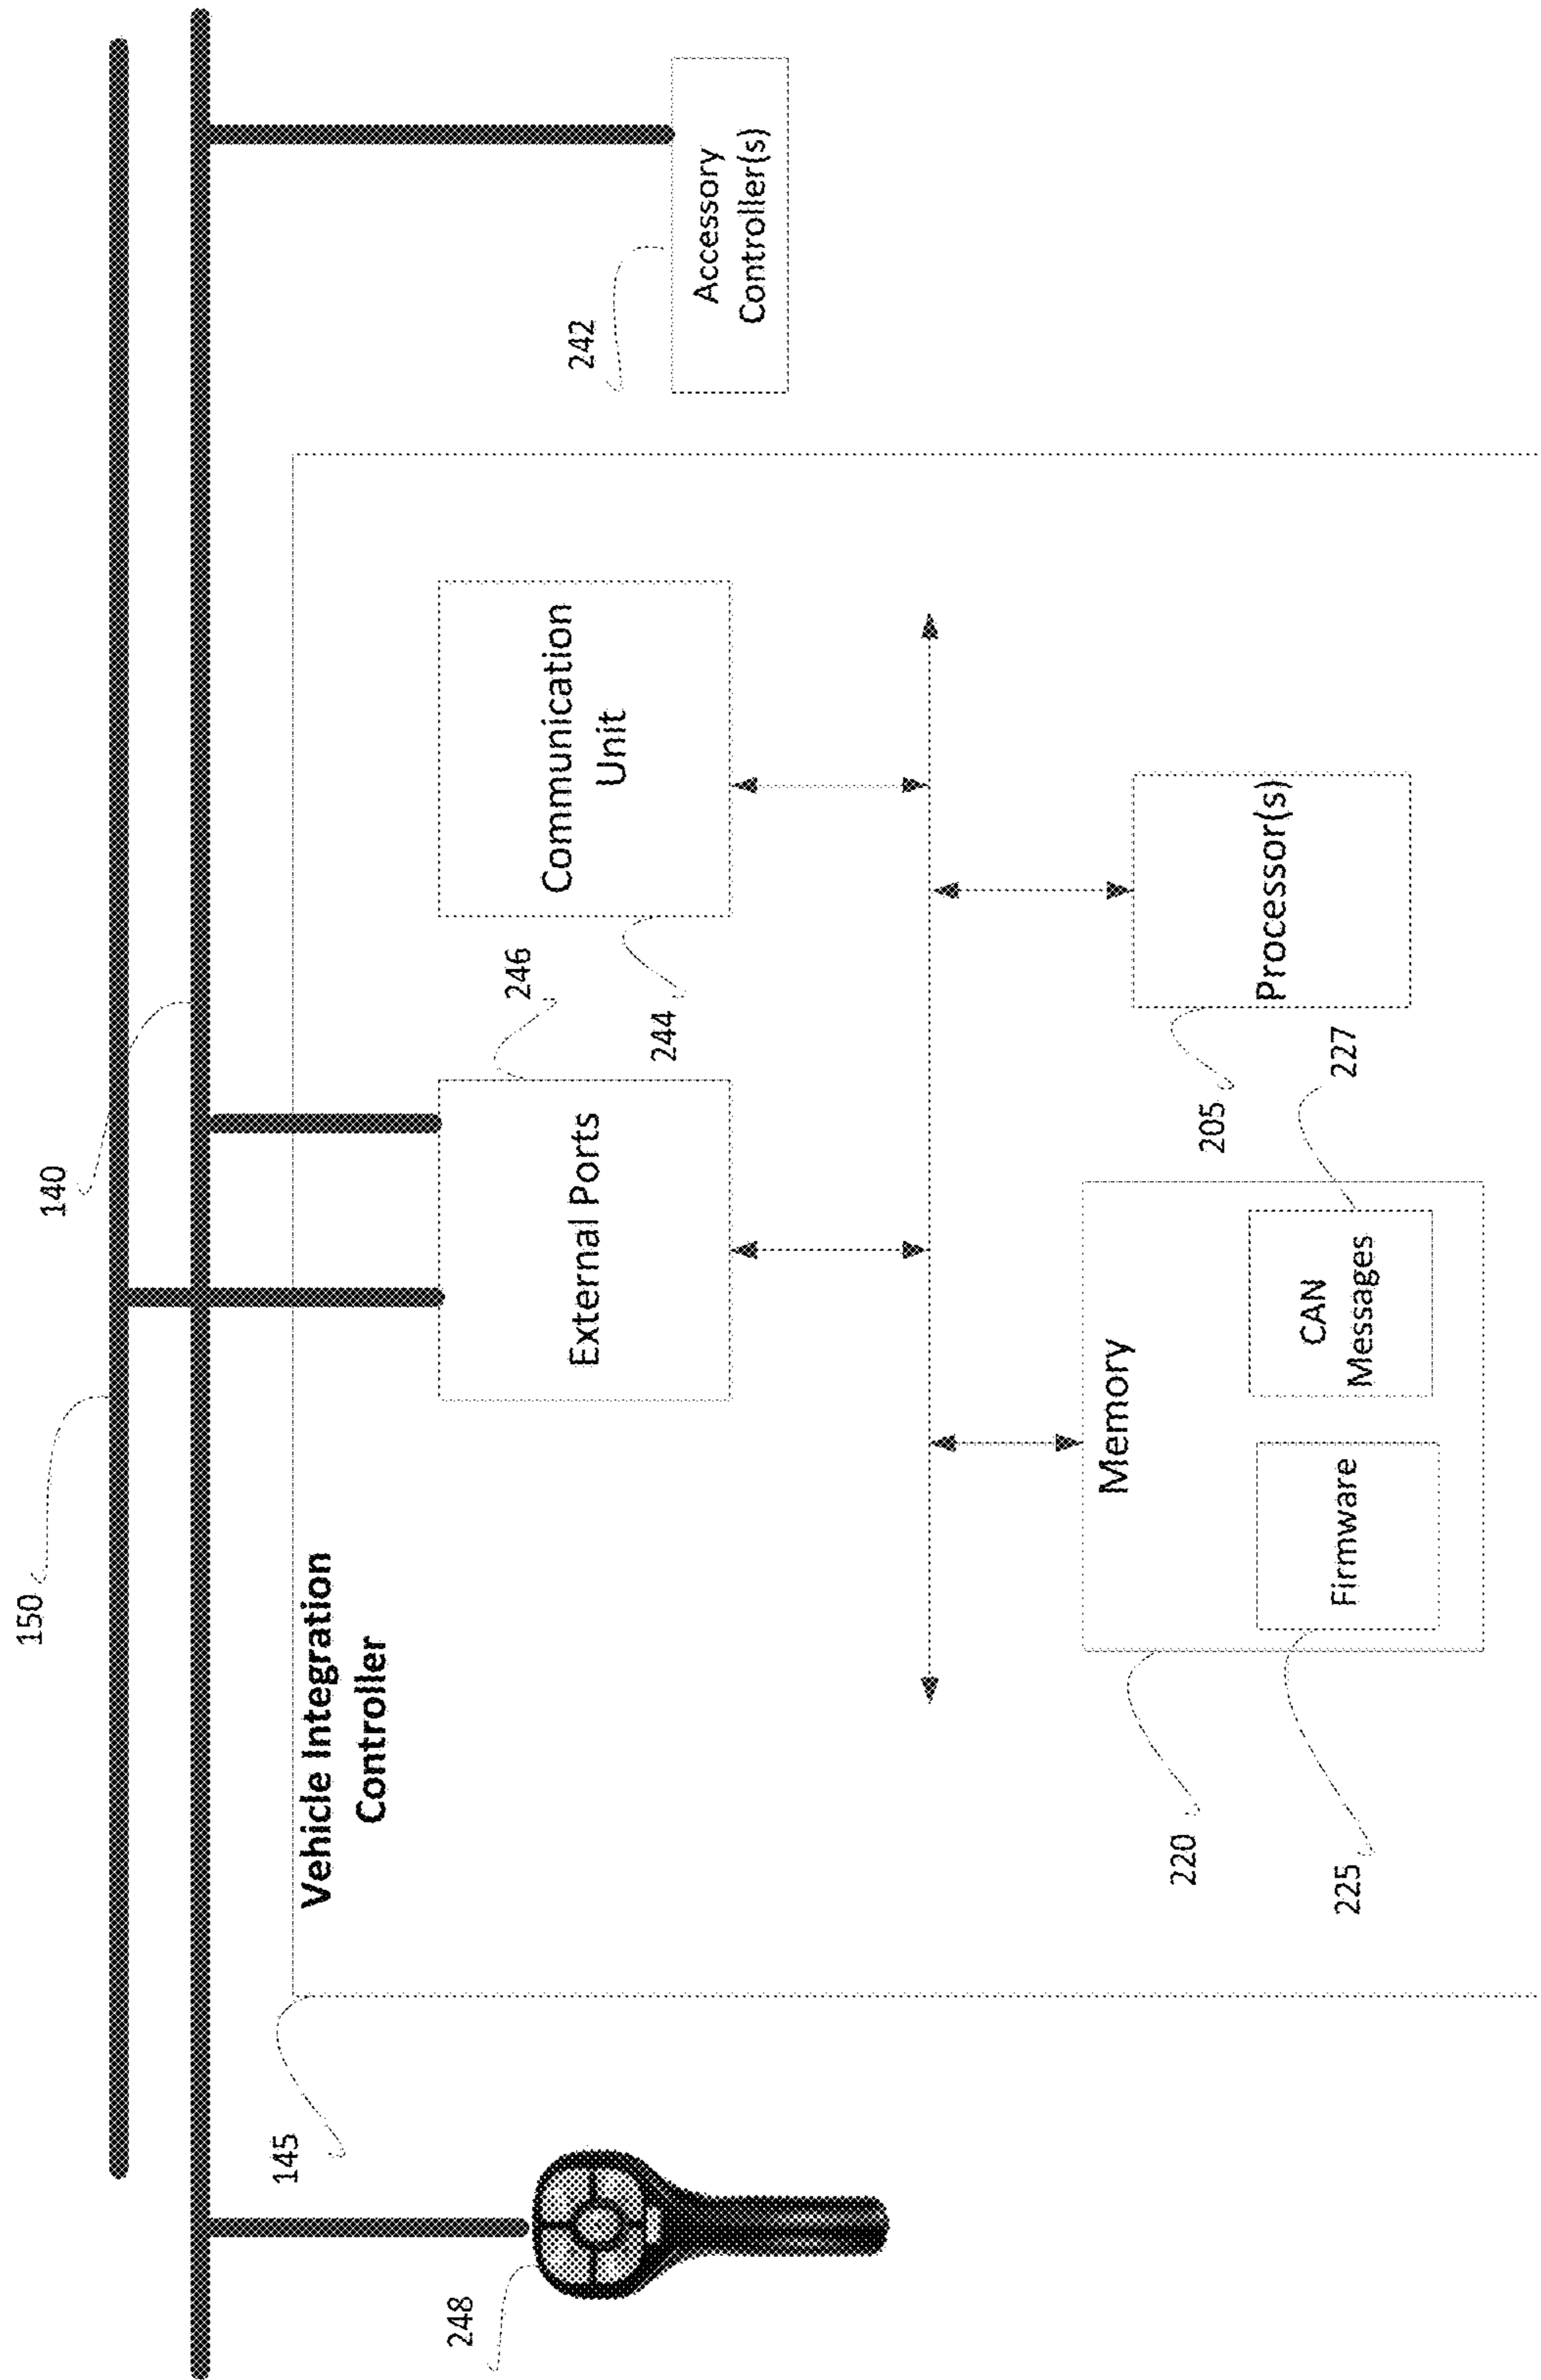 150
140
145
248
Vehicle Integration
Controller
External Ports
246
Communication
Unit
244
242
Accessory
Controller(s)
Memory
220
Firmware
225
CAN
Messages
227
Processor(s)
205